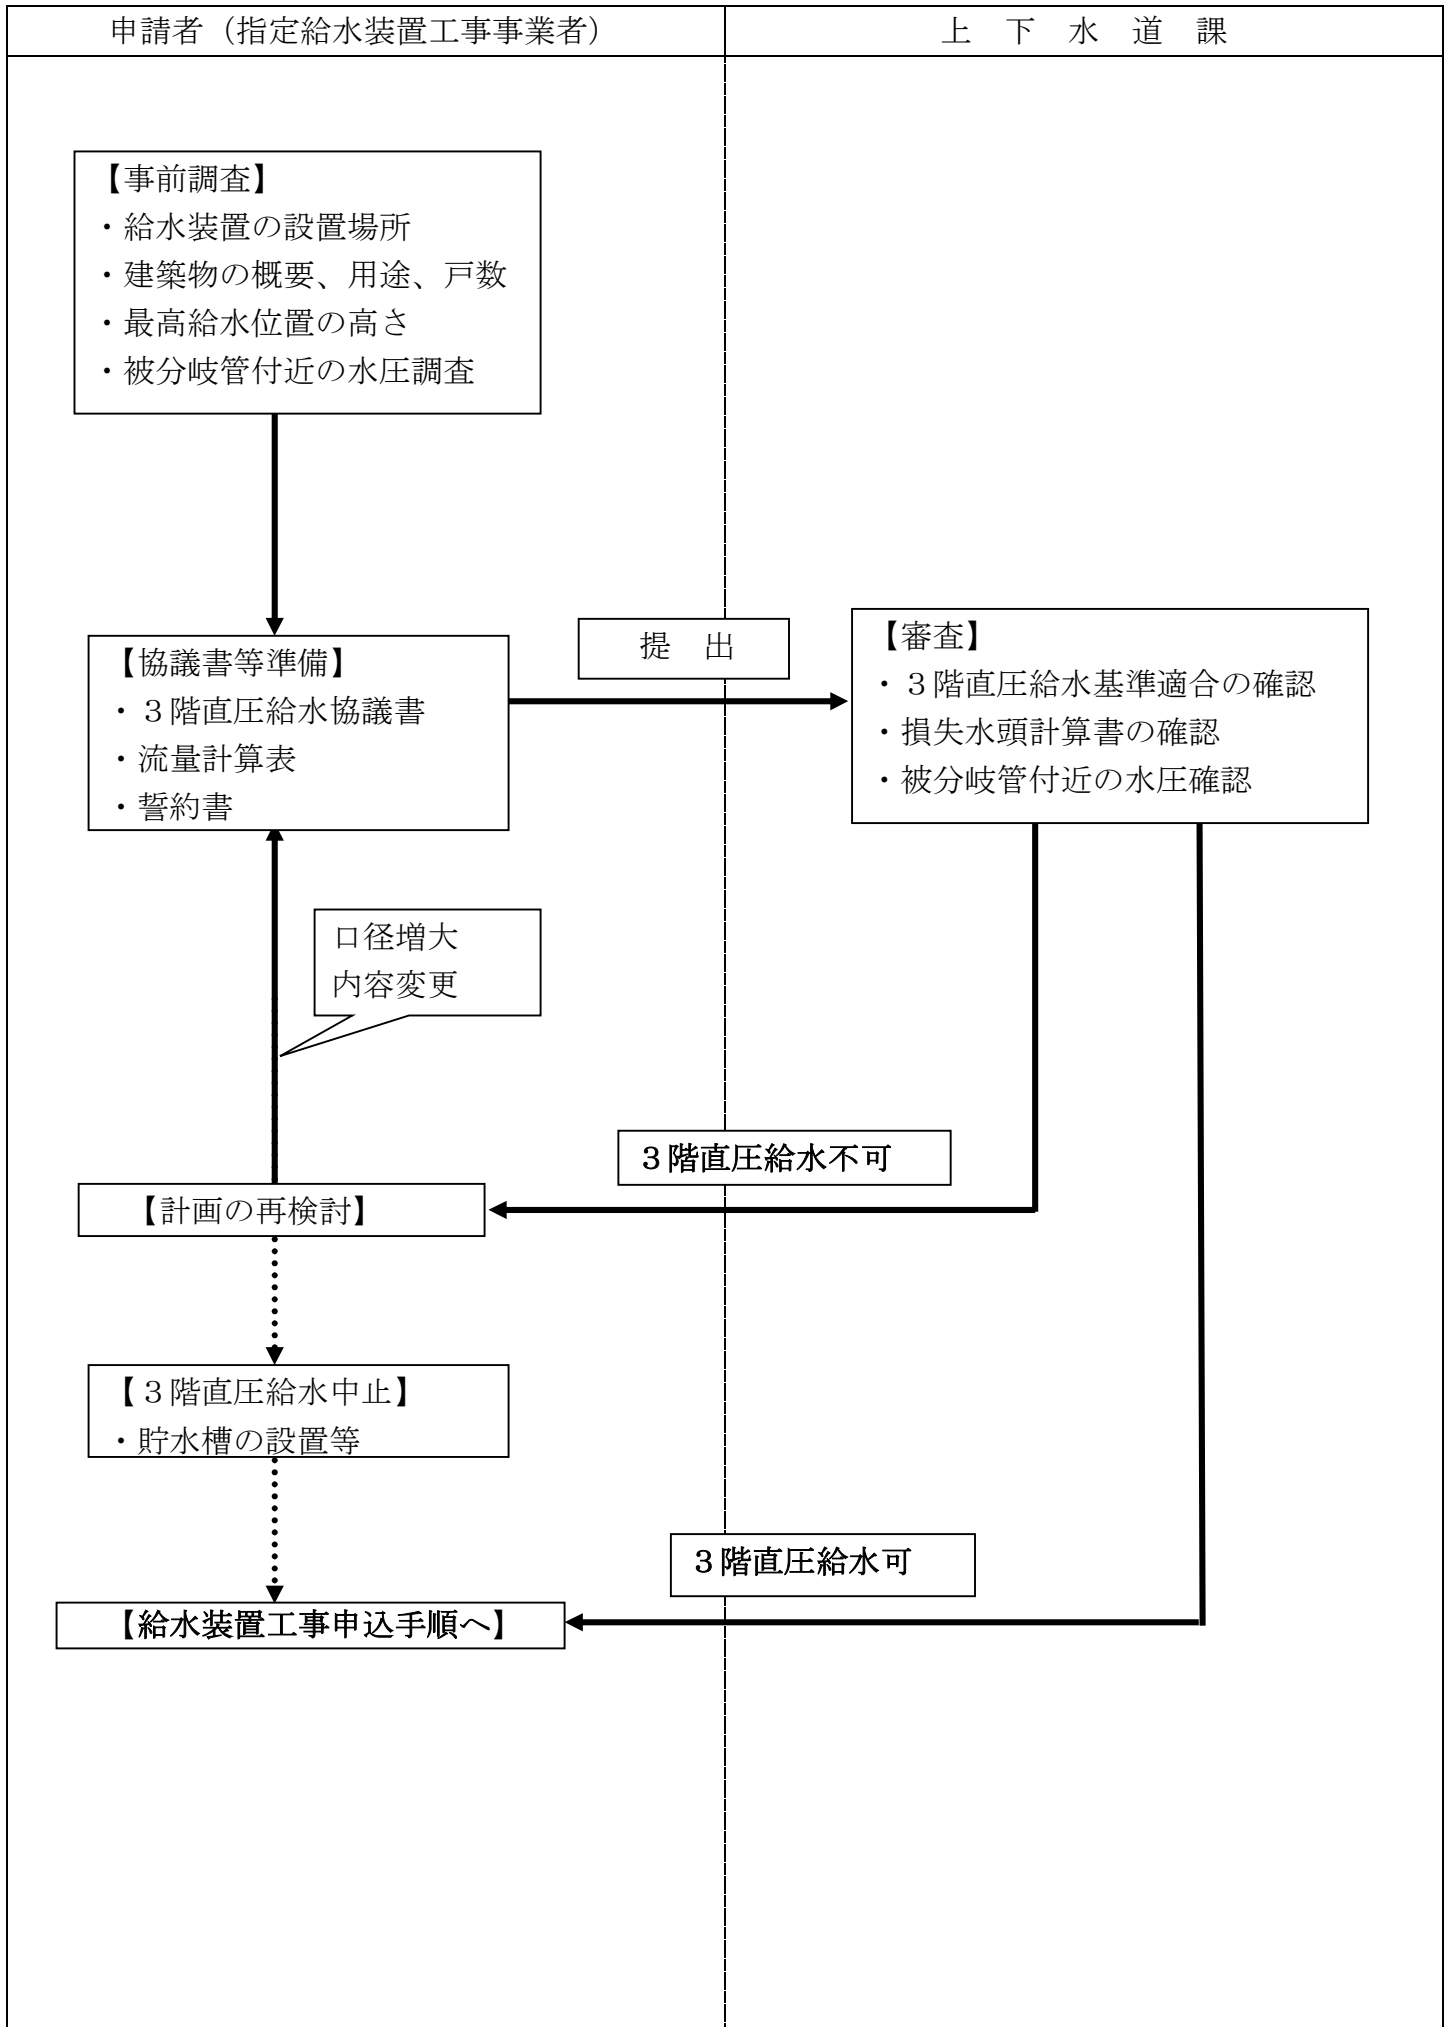 申請者（指定給水装置工事事業者）
上　下　水　道　課
【事前調査】
・給水装置の設置場所
・建築物の概要、用途、戸数
・最高給水位置の高さ
・被分岐管付近の水圧調査
【協議書等準備】
・３階直圧給水協議書
・流量計算表
・誓約書
提　出
【審査】
・３階直圧給水基準適合の確認
・損失水頭計算書の確認
・被分岐管付近の水圧確認
口径増大
内容変更
３階直圧給水不可
【計画の再検討】
【３階直圧給水中止】
・貯水槽の設置等
３階直圧給水可
【給水装置工事申込手順へ】